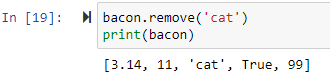 In [19]:
bacon.remove('cat')
print(bacon)
[3.14, 11, 'cat', True, 99]